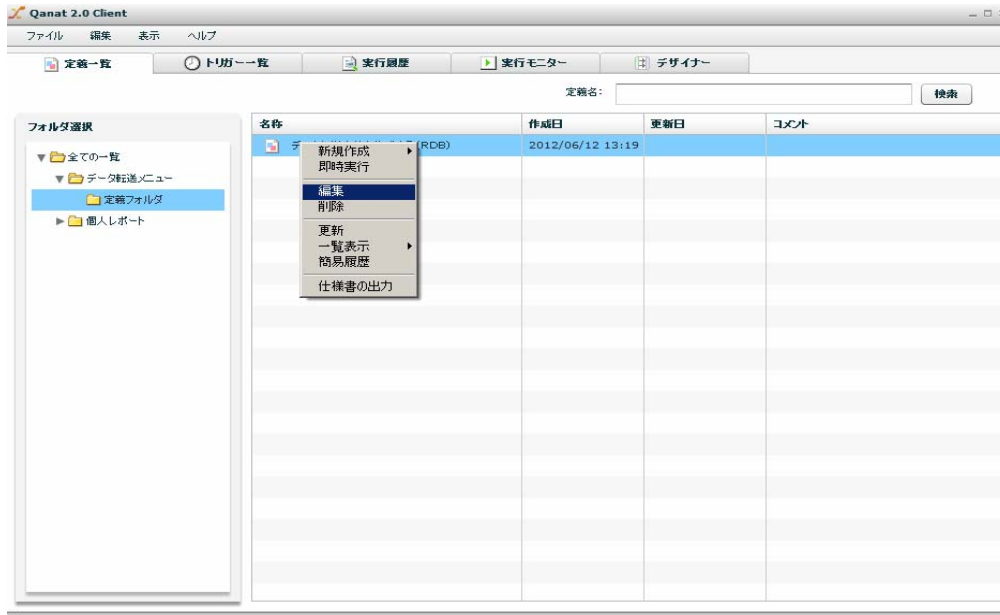 Qanat 2.0 Client
ファイル 編集 表示 ヘルプ
定義一覧 トリガー一覧 実行履歴 実行モニター デザイナー
定義名: 検索
フォルダ選択
全ての一覧
データ転送メニュー
定義フォルダ
個人レポート
名称 作成日 更新日 コメント
(RDB) 2012/06/12 13:19
新規作成
即時実行
編集
削除
更新
一覧表示
簡易履歴
仕様書の出力